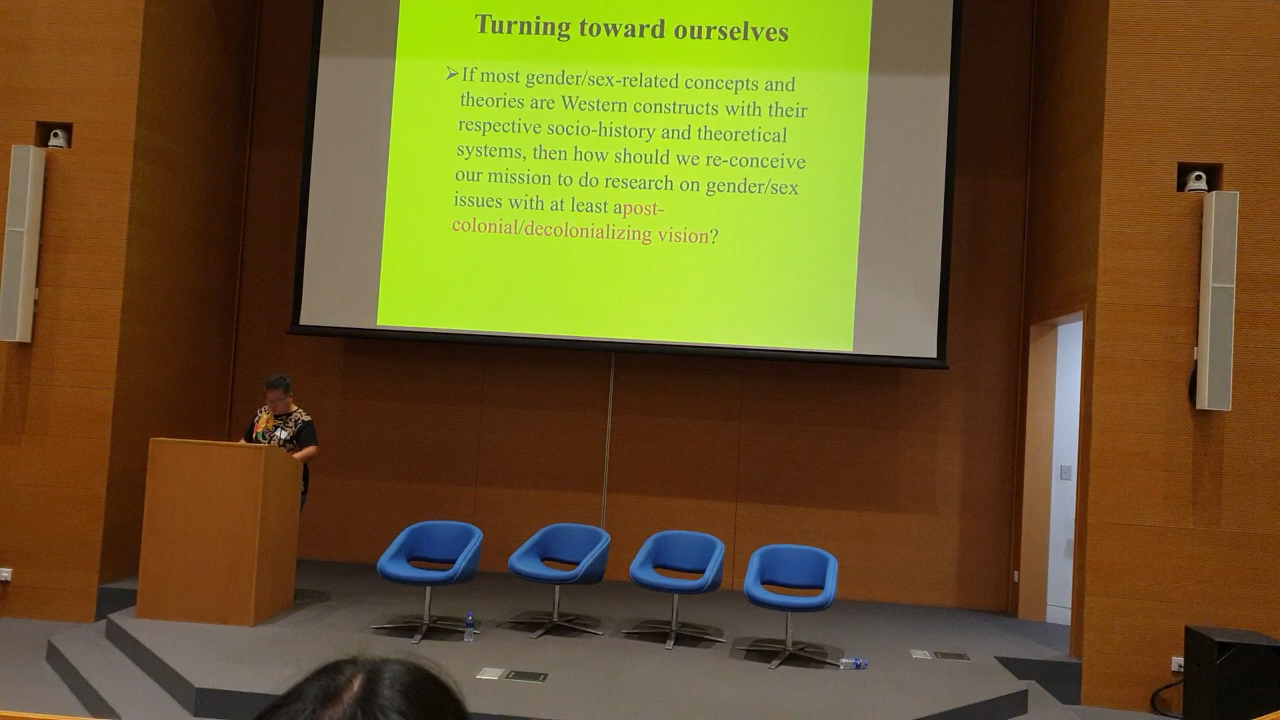 Turning toward ourselves
➢If most gender/sex-related concepts and
theories are Western constructs with their
respective socio-history and theoretical
systems, then how should we re-conceive
our mission to do research on gender/sex
issues with at least apost-
colonial/decolonializing vision?